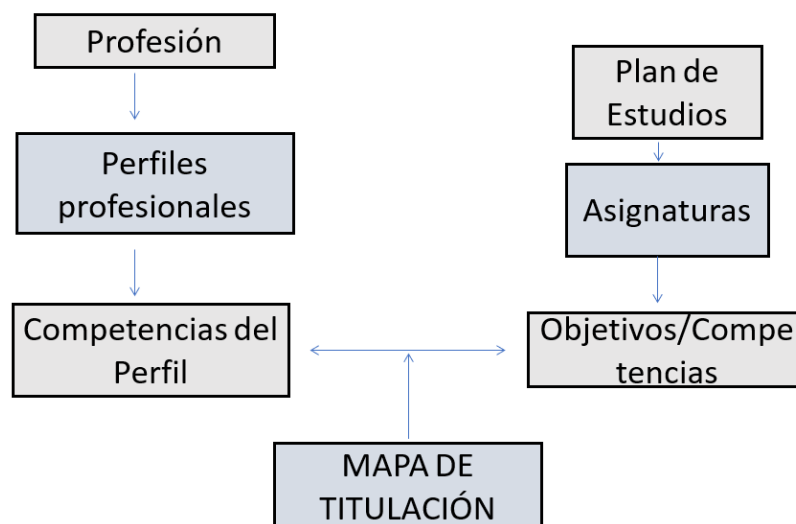 Profesión
Perfiles
profesionales
Competencias del
Perfil
Plan de
Estudios
Asignaturas
Objetivos/Compe
tencias
MAPA DE
TITULACIÓN